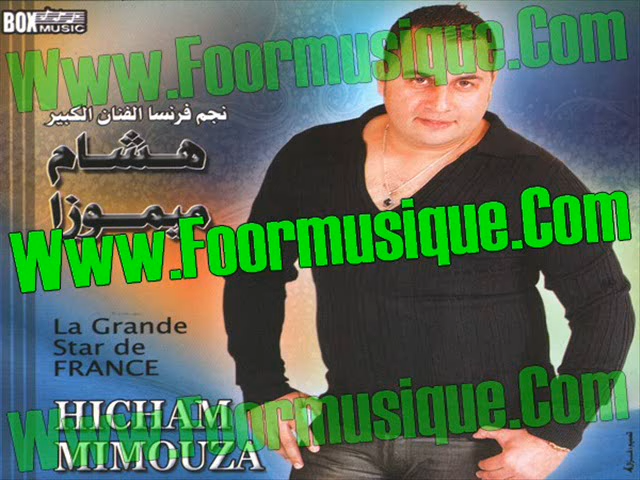 BOX MUSIC
Www.Foormusique.Com
نجم فرنسا الفنان الكبير
هشام
ميموزا
Www.Foormusique.Com
La Grande
Star de
FRANCE
Www.Foormusique.Com
HICHAM
MIMOUZA